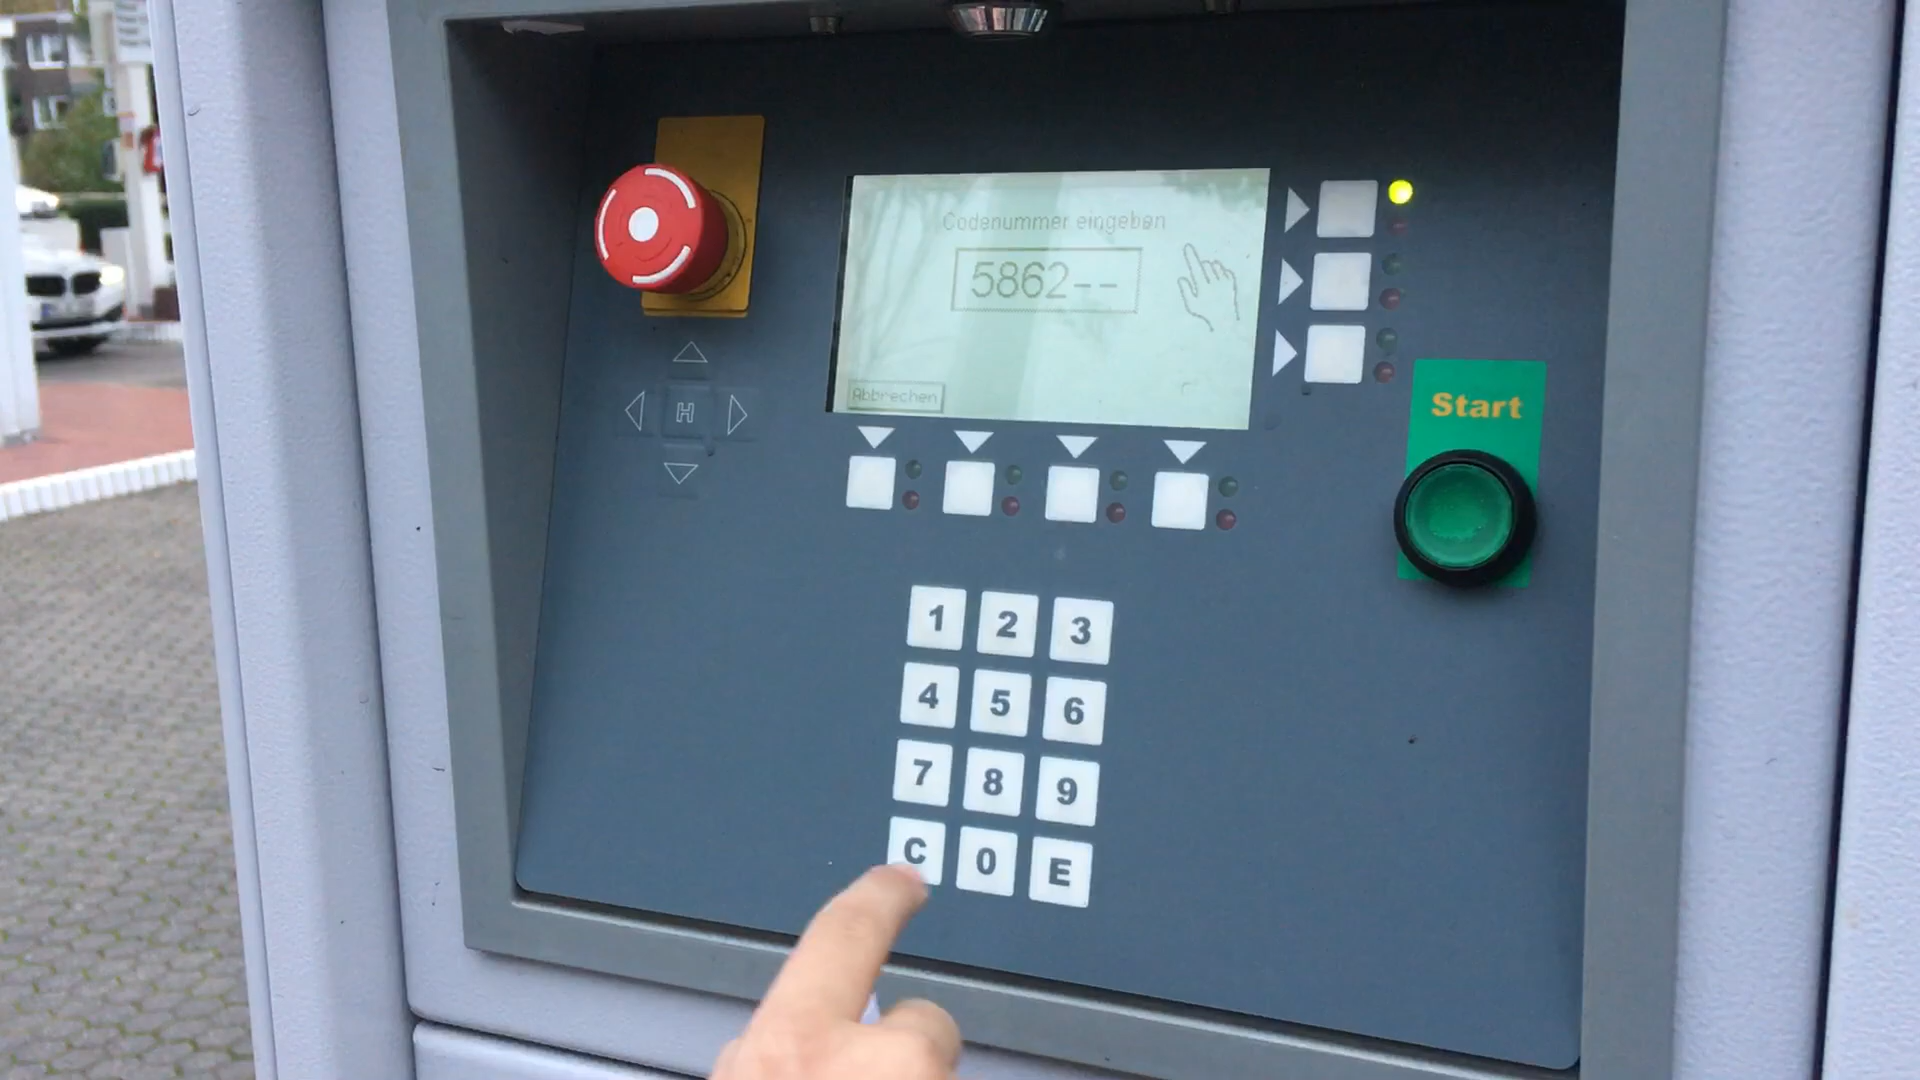 Codenummer eingeben
5862--
Abbrechen
H
Start
1 2 3
4 5 6
7 8 9
C 0 E